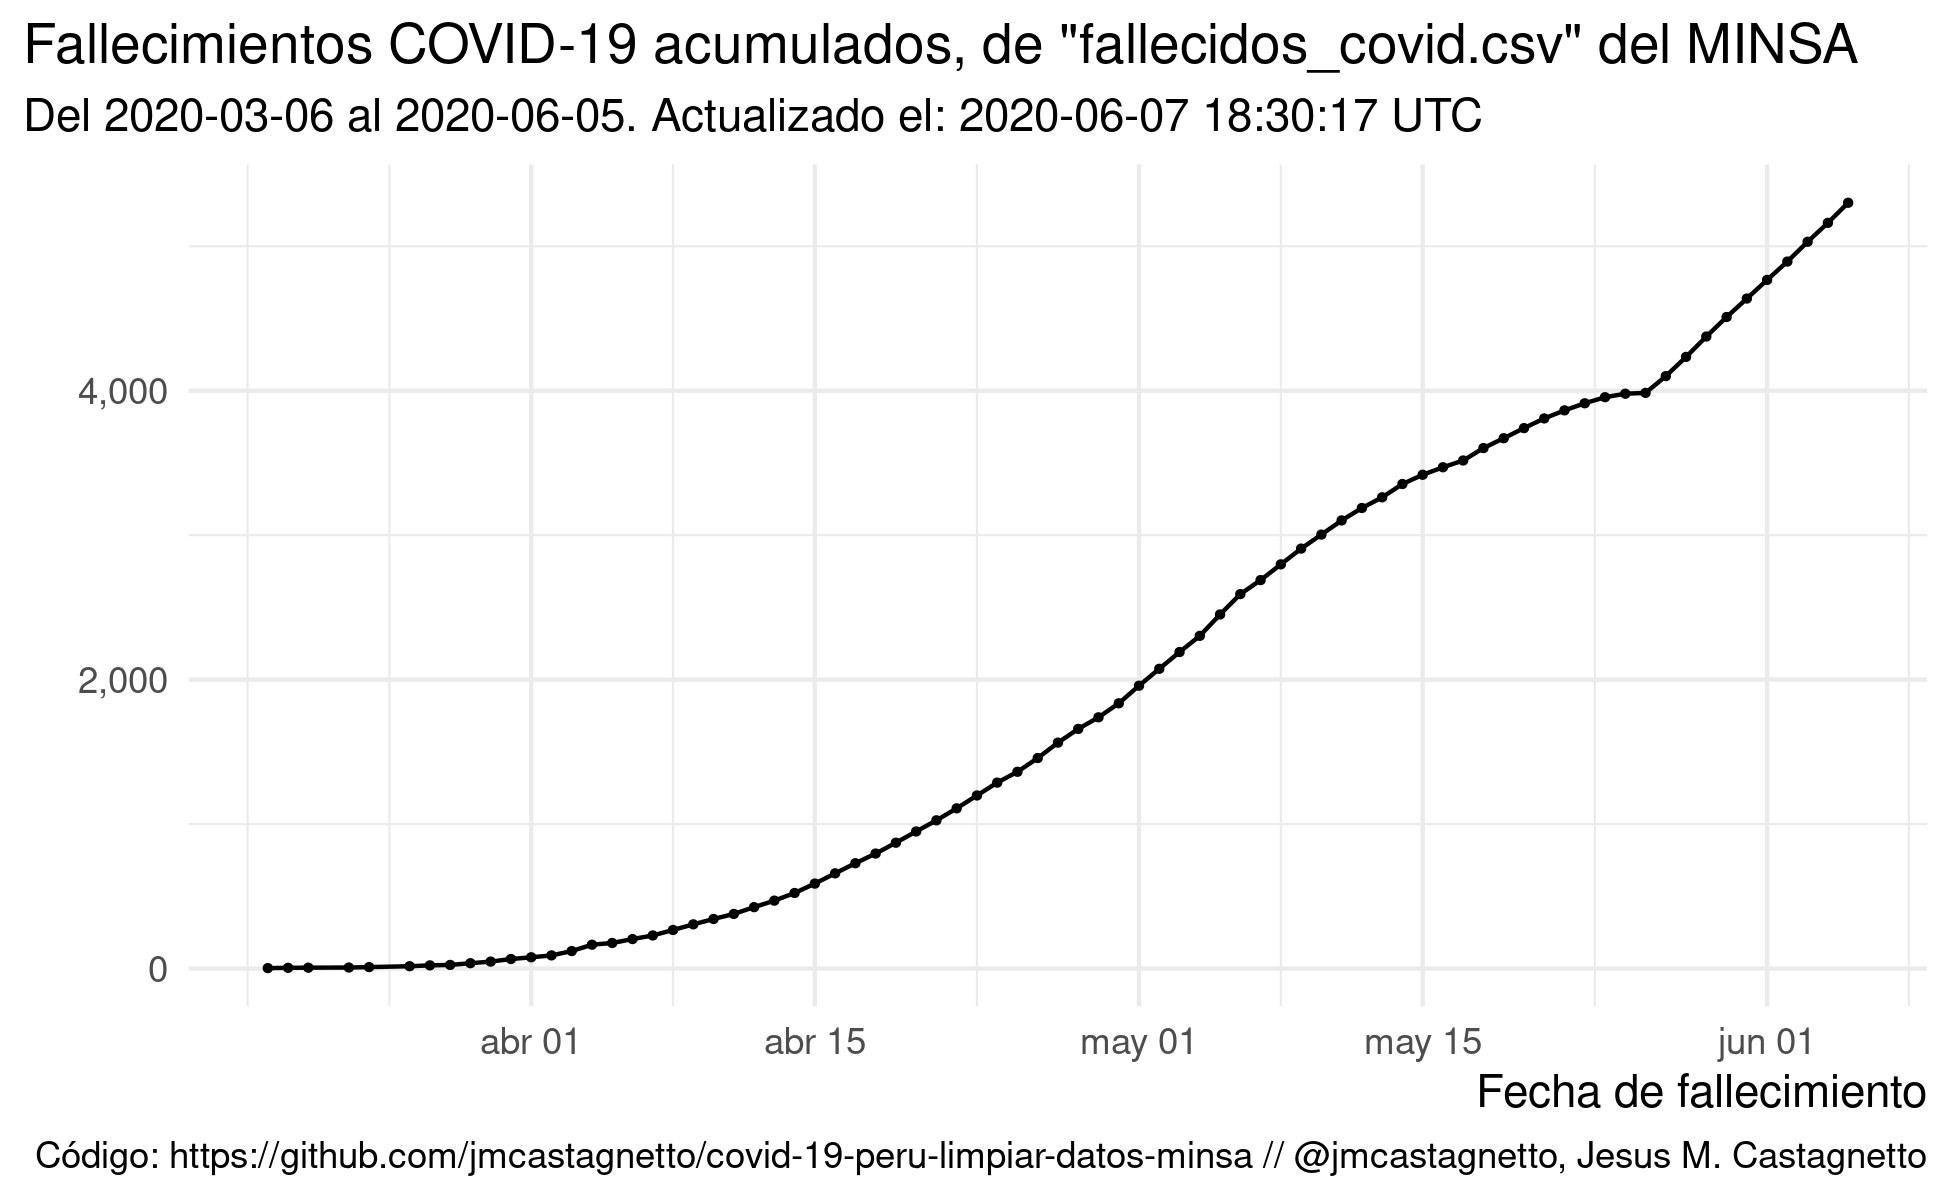 Fallecimientos COVID-19 acumulados, de "fallecidos_covid.csv" del MINSA
Del 2020-03-06 al 2020-06-05. Actualizado el: 2020-06-07 18:30:17 UTC
4,000
2,000
0
abr 01 abr 15 may 01 may 15 jun 01
Fecha de fallecimiento
Código: https://github.com/jmcastagnetto/covid-19-peru-limpiar-datos-minsa // @jmcastagnetto, Jesus M. Castagnetto